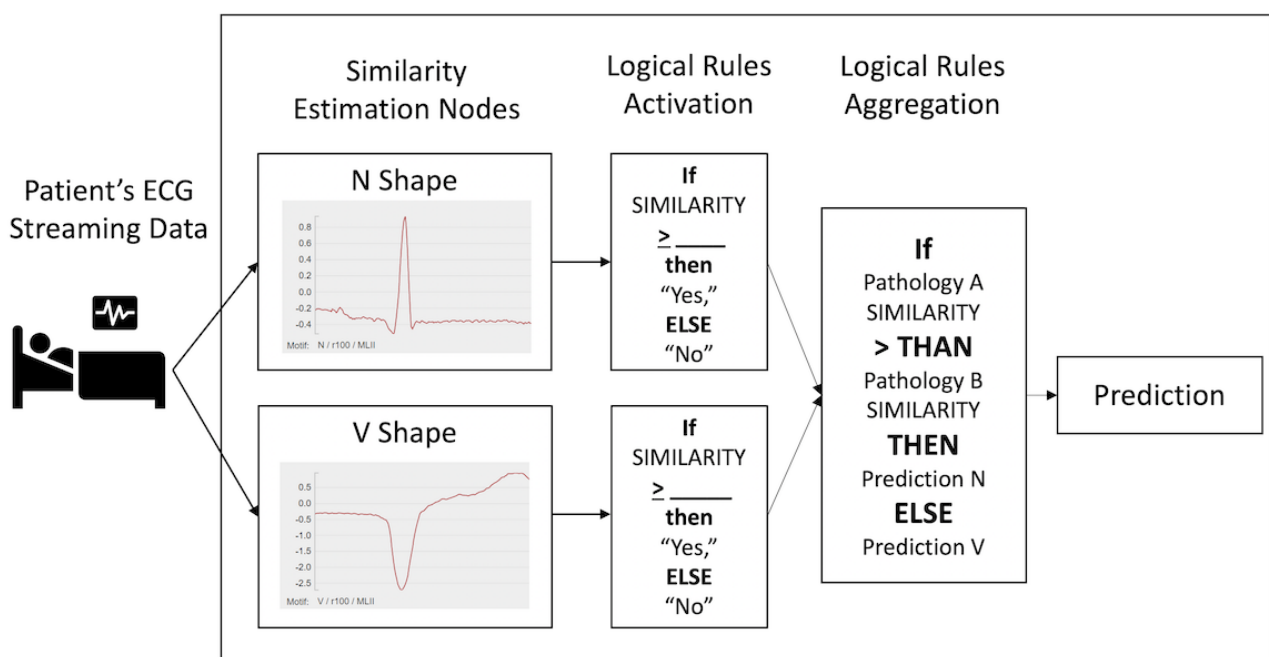 Similarity
Estimation Nodes
Logical Rules
Activation
Logical Rules
Aggregation
Patient’s ECG
Streaming Data
N Shape
0.8
0.6
0.4
0.2
0.0
-0.2
-0.4
Motif: N / r100 / MLII
If
SIMILARITY
> ____
then
“Yes,”
ELSE
“No”
V Shape
0.5
0.0
-0.5
-1.0
-1.5
-2.0
-2.5
Motif: V / r100 / MLII
If
SIMILARITY
> _____
then
“Yes,”
ELSE
“No”
If
Pathology A
SIMILARITY
> THAN
Pathology B
SIMILARITY
THEN
Prediction N
ELSE
Prediction V
Prediction